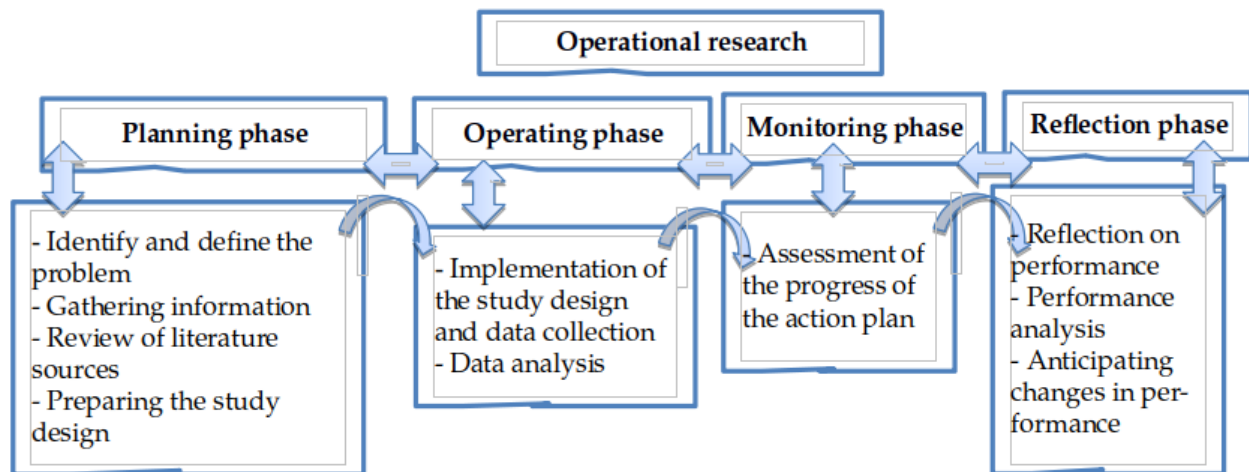 Operational research
Planning phase
Operating phase
Monitoring phase
Reflection phase
- Identify and define the
problem
- Gathering information
- Review of literature
sources
- Preparing the study
design
- Implementation of
the study design
and data collection
- Data analysis
- Assessment of
the progress of
the action plan
- Reflection on
performance
- Performance
analysis
- Anticipating
changes in per-
formance